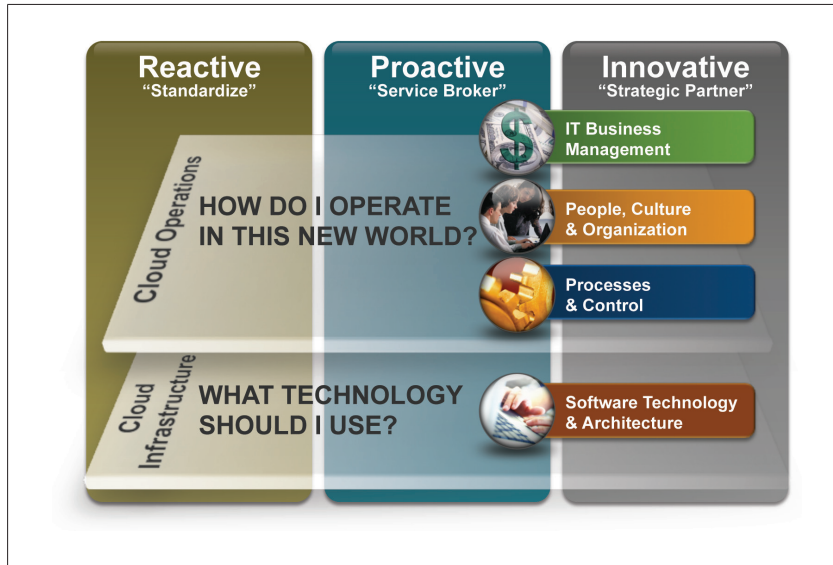 Reactive
"Standardize"
Proactive
"Service Broker"
Innovative
"Strategic Partner"
Cloud Operations
HOW DO I OPERATE
IN THIS NEW WORLD?
IT Business
Management
People, Culture
& Organization
Processes
& Control
Cloud
Infrastructure
WHAT TECHNOLOGY
SHOULD I USE?
Software Technology
& Architecture